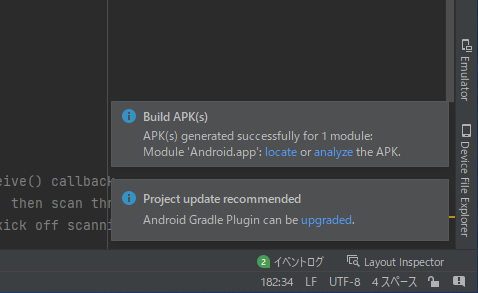 Emulator
Device File Explorer
Build APK(s)
APK(s) generated successfully for 1 module:
Module 'Android.app': locate or analyze the APK.
eive() callback
then scan thr
kick off scanni
Project update recommended
Android Gradle Plugin can be upgraded.
2 イベントログ Layout Inspector
182:34 LF UTF-8 4 スペース